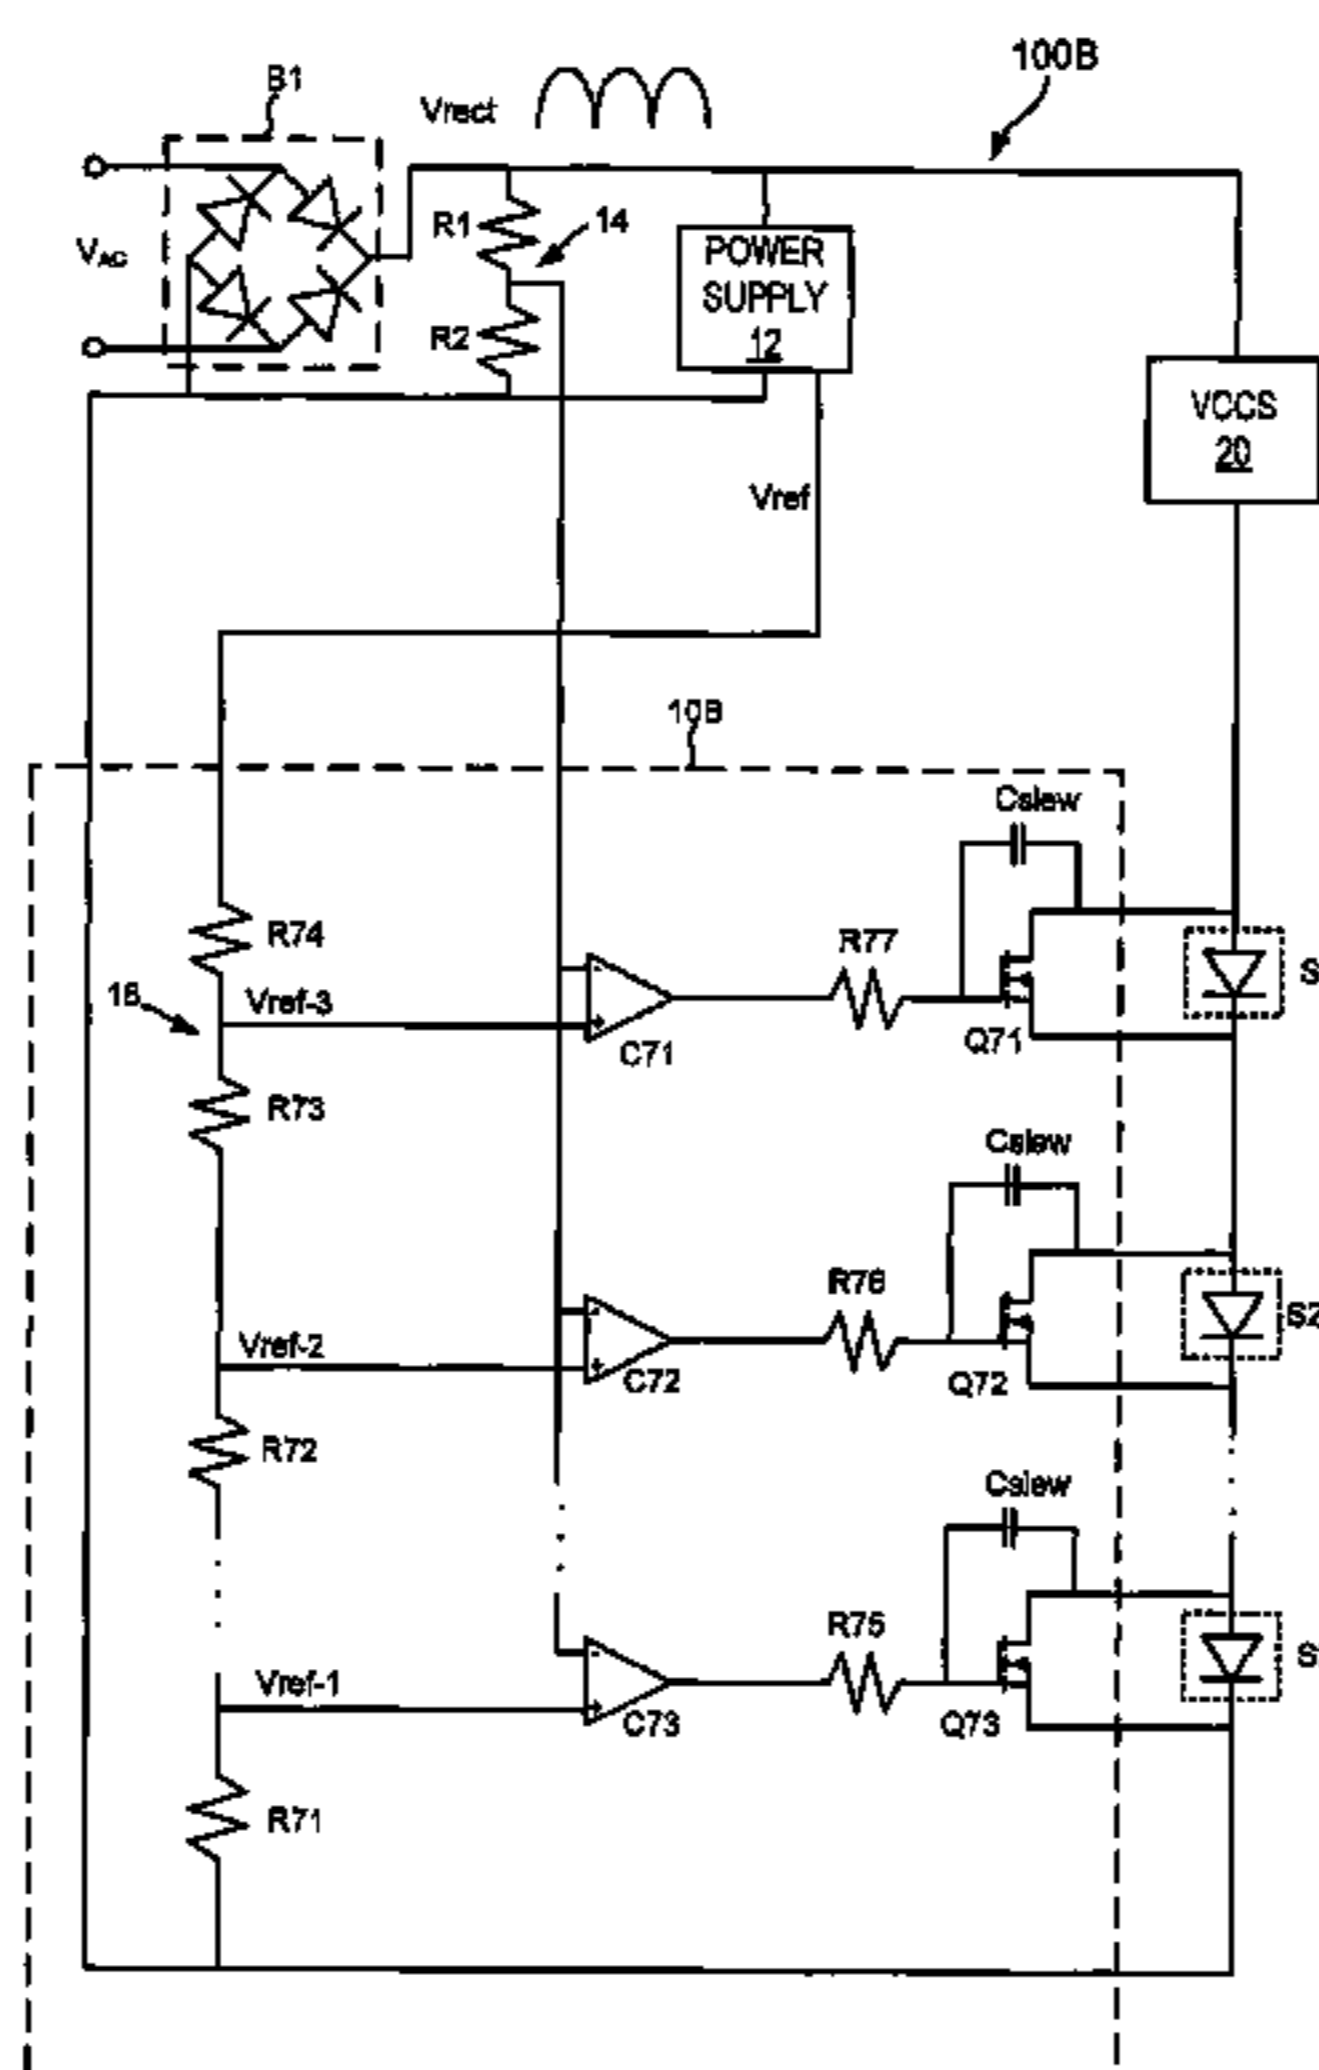 100B
B1
Vrect
VAC
R1
14
R2
POWER
SUPPLY
12
VCCS
20
Vref
10B
Cslew
R74
R77
S
16
Vref-3
-
+
C71
Q71
R73
Cslew
R76
S2
Vref-2
-
+
C72
Q72
R72
Cslew
R75
S
Vref-1
-
+
C73
Q73
R71